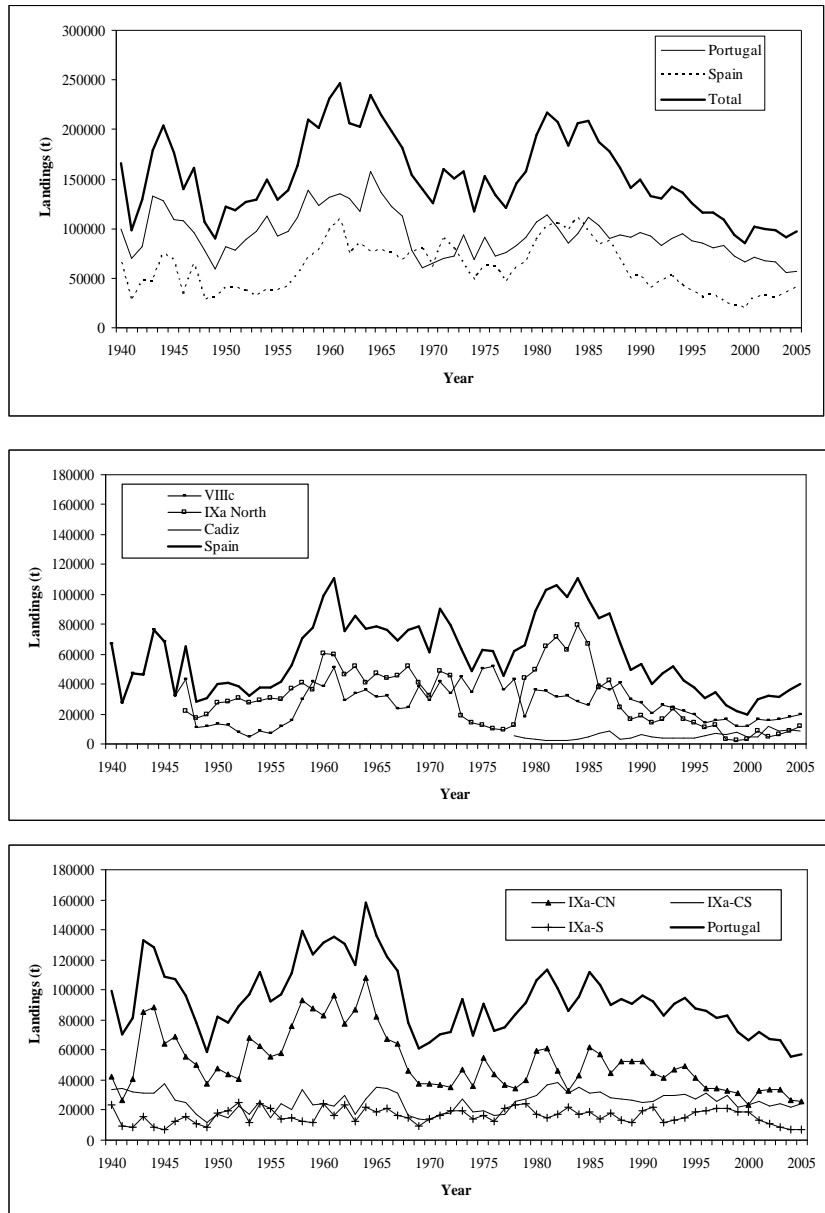 300000
250000
200000
150000
100000
50000
0
Landings (t)
Portugal
Spain
Total
1940 1945 1950 1955 1960 1965 1970 1975 1980 1985 1990 1995 2000 2005
Year
180000
160000
140000
120000
100000
80000
60000
40000
20000
0
Landings (t)
VIIIc
IXa North
Cadiz
Spain
1940 1945 1950 1955 1960 1965 1970 1975 1980 1985 1990 1995 2000 2005
Year
180000
160000
140000
120000
100000
80000
60000
40000
20000
0
Landings (t)
IXa-CN IXa-CS
IXa-S Portugal
1940 1945 1950 1955 1960 1965 1970 1975 1980 1985 1990 1995 2000 2005
Year